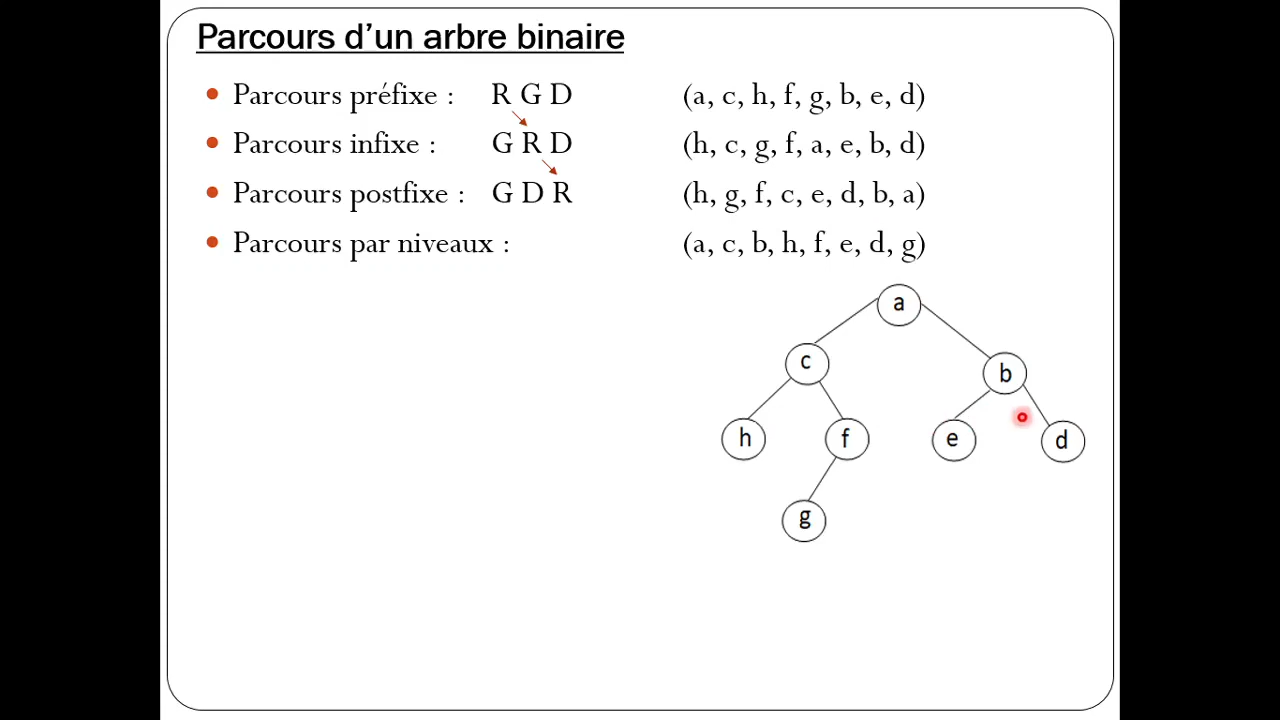 Parcours d’un arbre binaire
• Parcours préfixe : R G D (a, c, h, f, g, b, e, d)
• Parcours infixe : G R D (h, c, g, f, a, e, b, d)
• Parcours postfixe : G D R (h, g, f, c, e, d, b, a)
• Parcours par niveaux : (a, c, b, h, f, e, d, g)
a
c b
h f e d
g